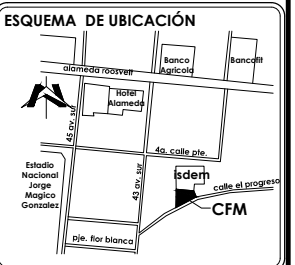 ESQUEMA DE UBICACIÓN
alameda roosvelt
Banco
Agricola
Bancofit
Hotel
Alameda
45 av. sur
4a. calle pte.
43 av. sur
isdem
calle el progreso
CFM
Estadio
Nacional
Jorge
Magico
Gonzalez
pje. flor blanca